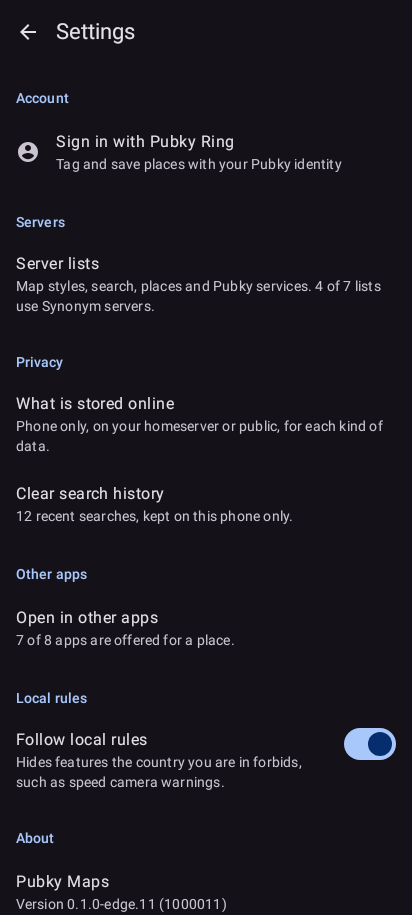 Settings
Account
Sign in with Pubky Ring
Tag and save places with your Pubky identity
Servers
Server lists
Map styles, search, places and Pubky services. 4 of 7 lists
use Synonym servers.
Privacy
What is stored online
Phone only, on your homeserver or public, for each kind of
data.
Clear search history
12 recent searches, kept on this phone only.
Other apps
Open in other apps
7 of 8 apps are offered for a place.
Local rules
Follow local rules
Hides features the country you are in forbids,
such as speed camera warnings.
About
Pubky Maps
Version 0.1.0-edge.11 (1000011)